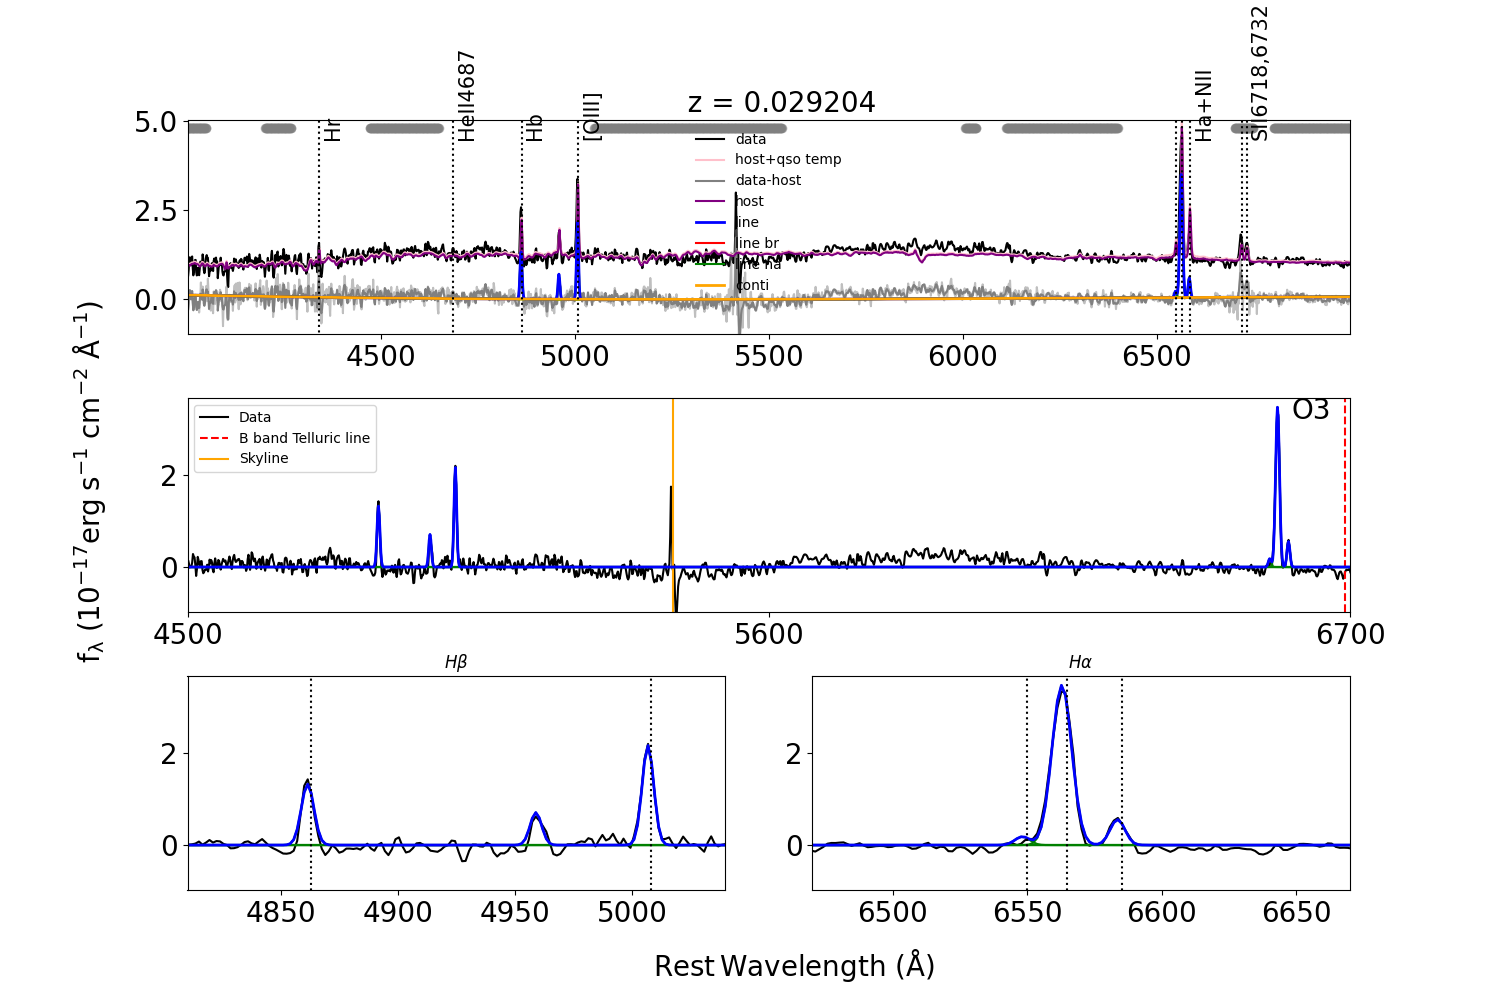 z = 0.029204
Hr
HeII4687
Hb
[OIII]
Ha+NII
SII6718,6732
5.0
2.5
0.0
data
host+qso temp
data-host
host
line
line br
line na
conti
4500 5000 5500 6000 6500
fλ (10−17erg s−1 cm−2 Å−1)
Data
B band Telluric line
Skyline
O3
2
0
4500 5600 6700
Hβ
Hα
2
0
4850 4900 4950 5000
2
0
6500 6550 6600 6650
Rest Wavelength (Å)